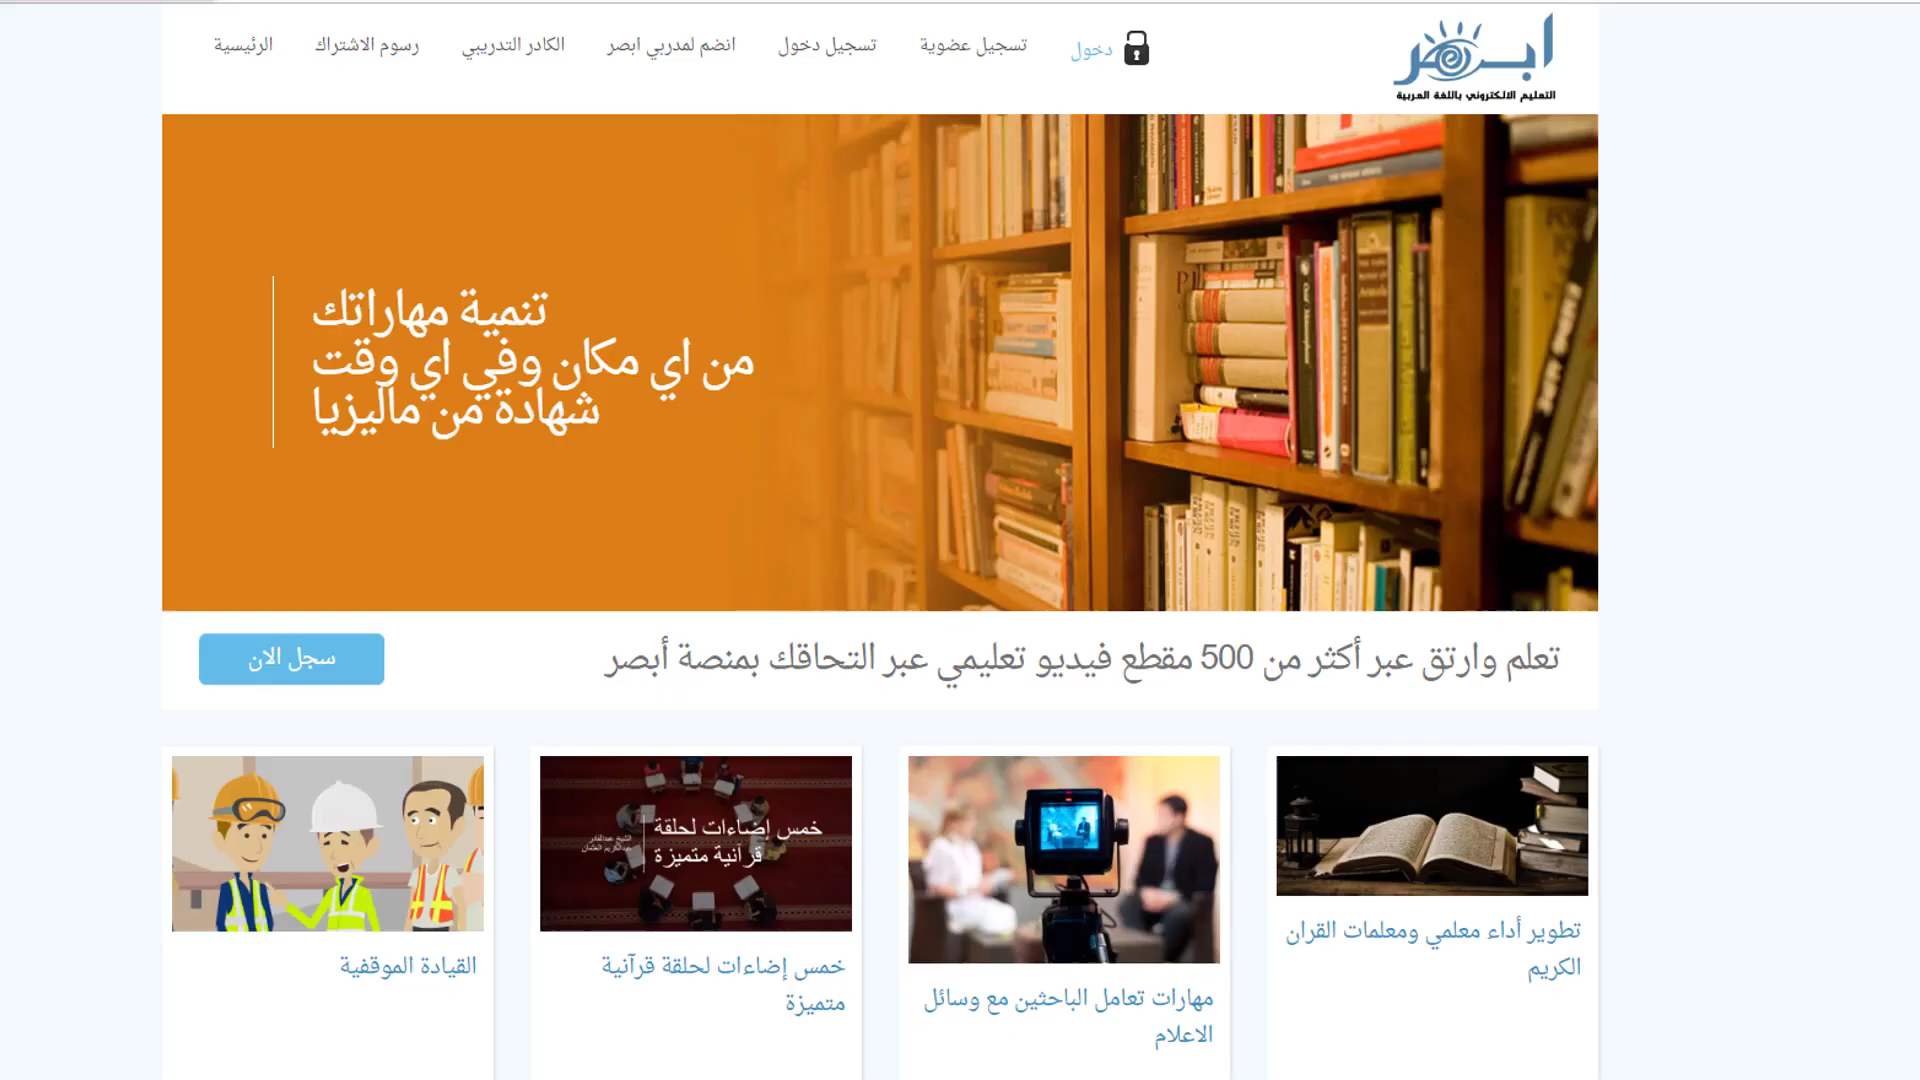 ابصر
التعليم الالكتروني باللغة العربية
دخول
تسجيل عضوية
تسجيل دخول
انضم لمدربي ابصر
الكادر التدريبي
رسوم الاشتراك
الرئيسية
تنمية مهاراتك
من اي مكان وفي اي وقت
شهادة من ماليزيا
تعلم وارتق عبر أكثر من 500 مقطع فيديو تعليمي عبر التحاقك بمنصة أبصر
سجل الان
تطوير أداء معلمي ومعلمات القران
الكريم
مهارات تعامل الباحثين مع وسائل
الاعلام
خمس إضاءات لحلقة
قرآنية متميزة
خمس إضاءات لحلقة قرآنية
متميزة
القيادة الموقفية